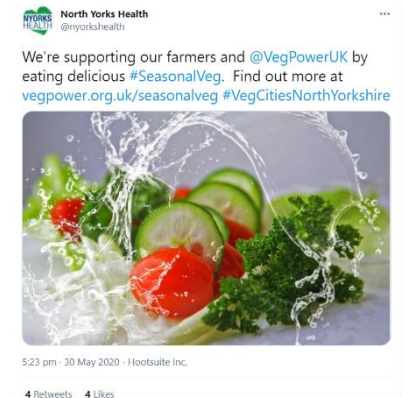 NYORKS
HEALTH
North Yorks Health
@nyorkshealth
We're supporting our farmers and @VegPowerUK by
eating delicious #SeasonalVeg. Find out more at
vegpower.org.uk/seasonalveg #VegCitiesNorthYorkshire
5:23 pm · 30 May 2020 · Hootsuite Inc.
4 Retweets 4 Likes